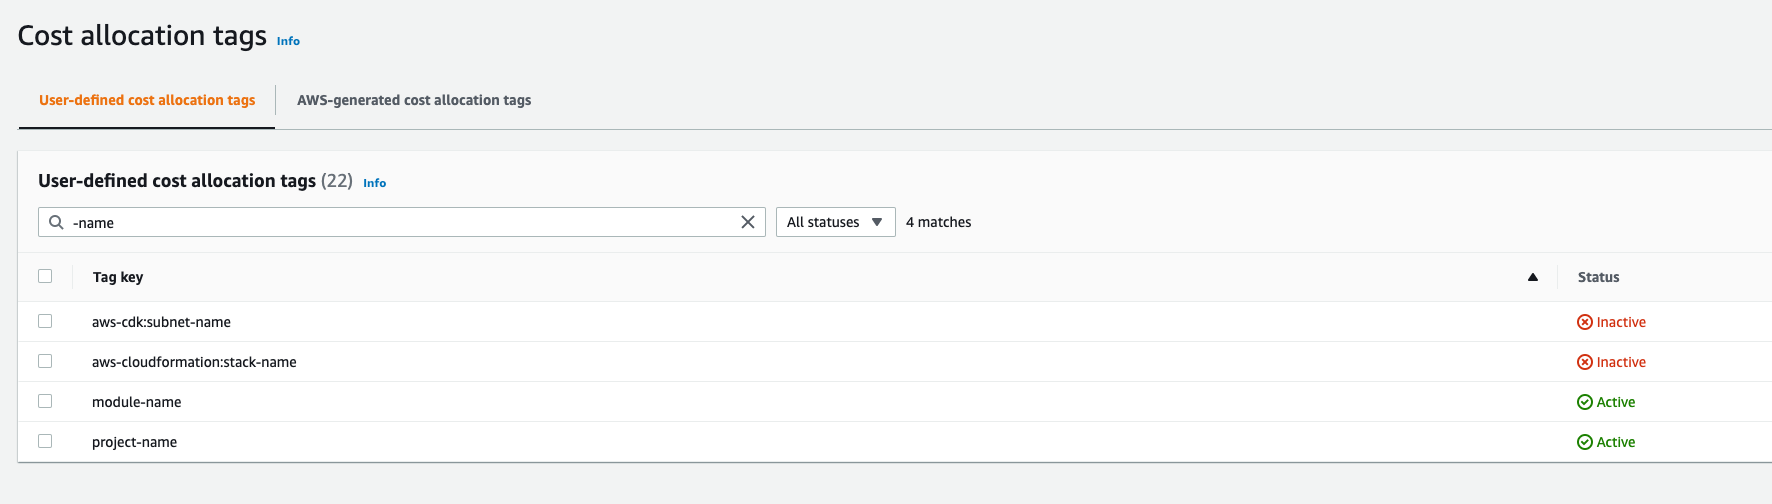 Cost allocation tags Info
User-defined cost allocation tags AWS-generated cost allocation tags
User-defined cost allocation tags (22) Info
-name All statuses 4 matches
Tag key Status
aws-cdk:subnet-name Inactive
aws-cloudformation:stack-name Inactive
module-name Active
project-name Active